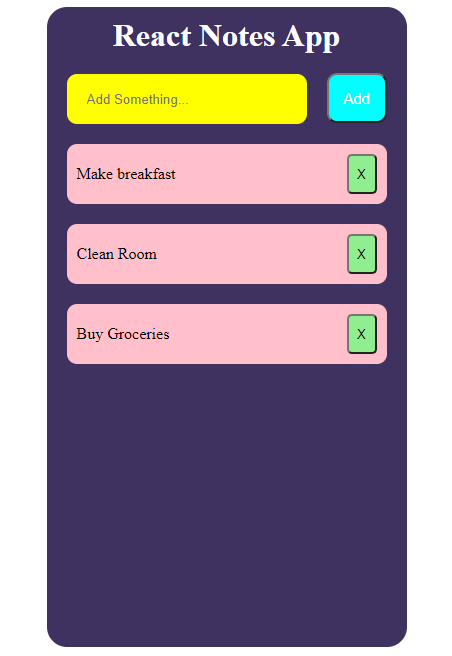 React Notes App
Add Something...
Add
Make breakfast
X
Clean Room
X
Buy Groceries
X